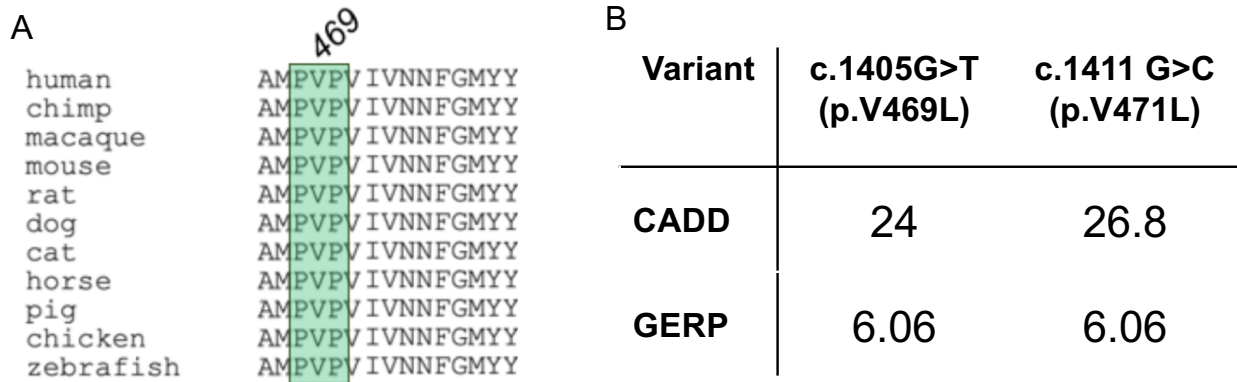 A
469
human AMPVPVIVNNFGMYY
chimp AMPVPVIVNNFGMYY
macaque AMPVPVIVNNFGMYY
mouse AMPVPVIVNNFGMYY
rat AMPVPVIVNNFGMYY
dog AMPVPVIVNNFGMYY
cat AMPVPVIVNNFGMYY
horse AMPVPVIVNNFGMYY
pig AMPVPVIVNNFGMYY
chicken AMPVPVIVNNFGMYY
zebrafish AMPVPVIVNNFGMYY
B
Variant c.1405G>T c.1411 G>C
(p.V469L) (p.V471L)
CADD 24 26.8
GERP 6.06 6.06